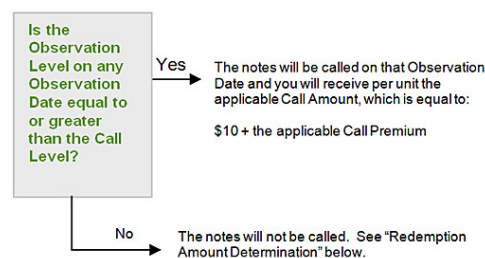 Is the
Observation
Level on any
Observation
Date equal to
or greater
than the Call
Level?
Yes
The notes will be called on that Observation
Date and you will receive per unit the
applicable Call Amount, which is equal to:
$10 + the applicable Call Premium
No
The notes will not be called. See “Redemption
Amount Determination” below.